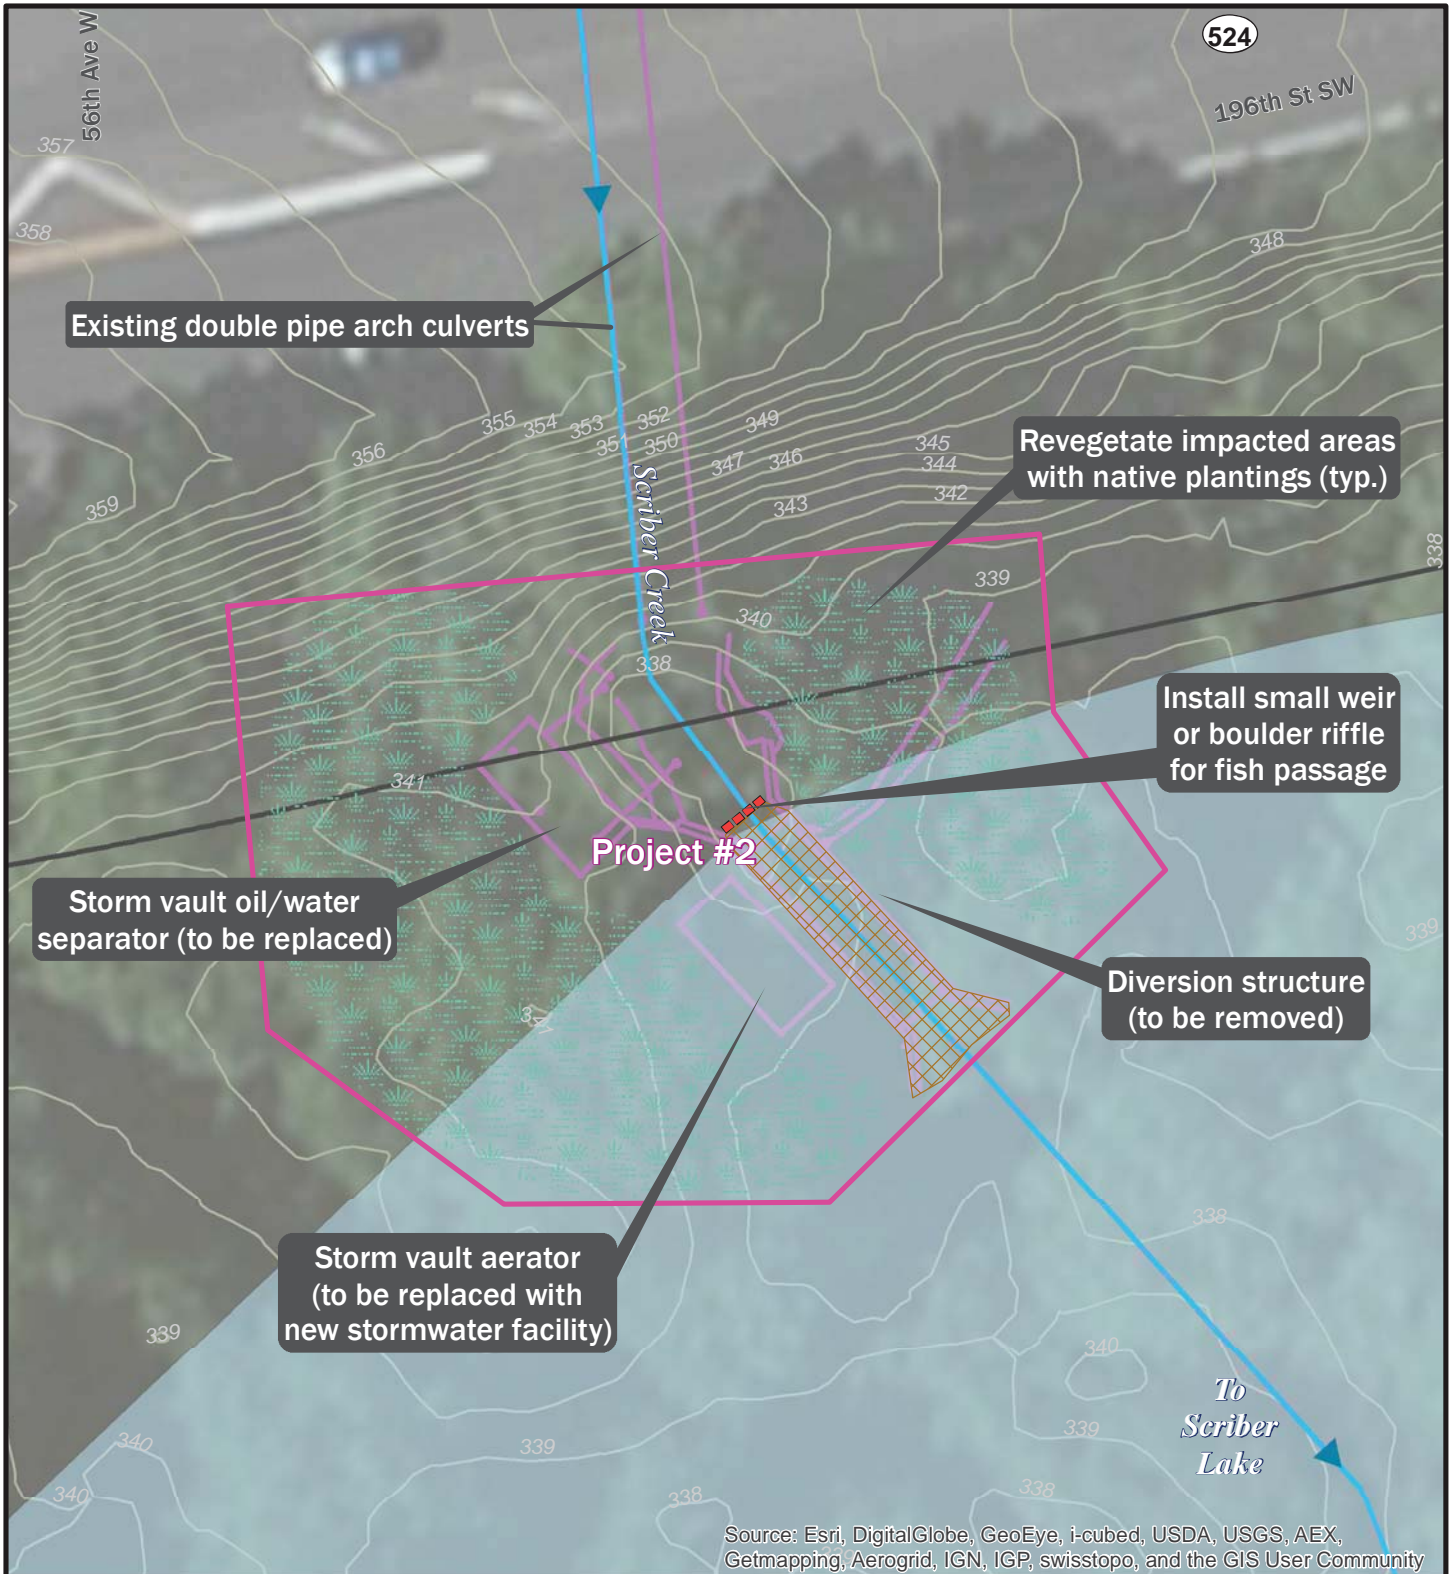 524
56th Ave W
196th St SW
357
358
348
Existing double pipe arch culverts
355
354
353
352
351
350
349
356
347
346
345
344
343
342
359
Revegetate impacted areas
with native plantings (typ.)
Scriber Creek
338
339
340
338
Install small weir
or boulder riffle
for fish passage
341
Project #2
Storm vault oil/water
separator (to be replaced)
339
Diversion structure
(to be removed)
Storm vault aerator
(to be replaced with
new stormwater facility)
338
339
340
To
Scriber
Lake
340
339
339
340
338
338
Source: Esri, DigitalGlobe, GeoEye, i-cubed, USDA, USGS, AEX,
Getmapping, Aerogrid, IGN, IGP, swisstopo, and the GIS User Community